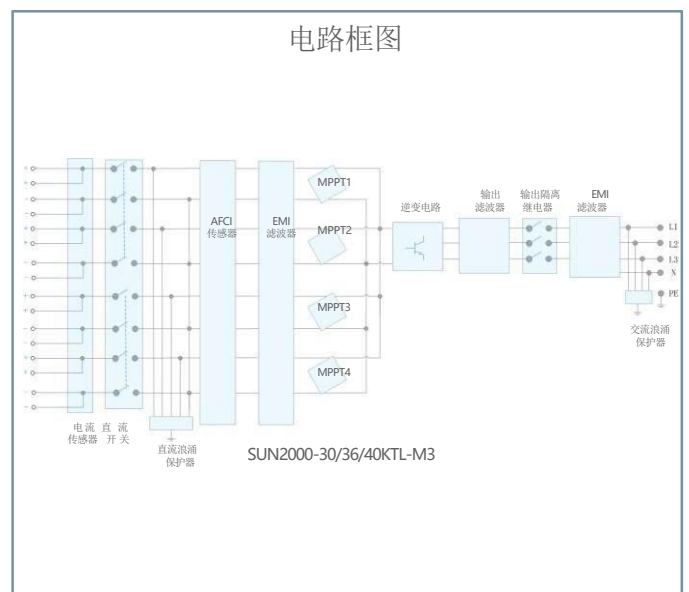 电路框图
MPPT1
MPPT2
MPPT3
MPPT4
AFCI
传感器
EMI
滤波器
逆变电路
输出
滤波器
输出隔离
继电器
EMI
滤波器
L1
L2
L3
N
PE
交流浪涌
保护器
电流
传感器
直流
开关
直流浪涌
保护器
SUN2000-30/36/40KTL-M3